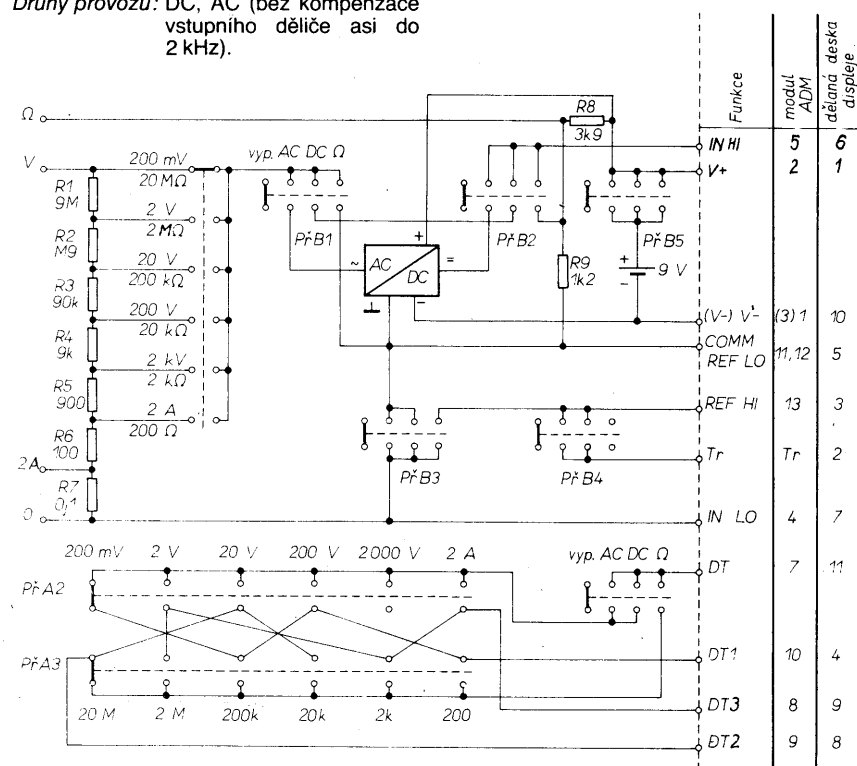 Druhy provozu: DC, AC (bez kompenzace
vstupního děliče asi do
2 kHz).
Funkce
modul
ADM
dělaná deska
displeje
Ω
R8
3k9
IN HI 5 6
V+ 2 1
V
200 mV
20 MΩ
vyp. AC DC Ω
R1
9M
2 V
2 MΩ
R2
M9
PřB1
PřB2
PřB5
20 V
200 kΩ
~
AC
DC
+
=
−
R9
1k2
+
−
9 V
R3
90k
200 V
20 kΩ
(V-) V'- (3) 1 10
R4
9k
COMM
REF LO 11,12 5
2 kV
2 kΩ
R5
900
2 A
200 Ω
REF HI 13 3
R6
100
2A
PřB3
PřB4
Tr Tr 2
R7
0,1
0
IN LO 4 7
200 mV 2 V 20 V 200 V 2000 V 2 A
vyp. AC DC Ω
DT 7 11
PřA2
PřA3
DT1 10 4
20 M 2 M 200k 20k 2k 200
DT3 8 9
DT2 9 8